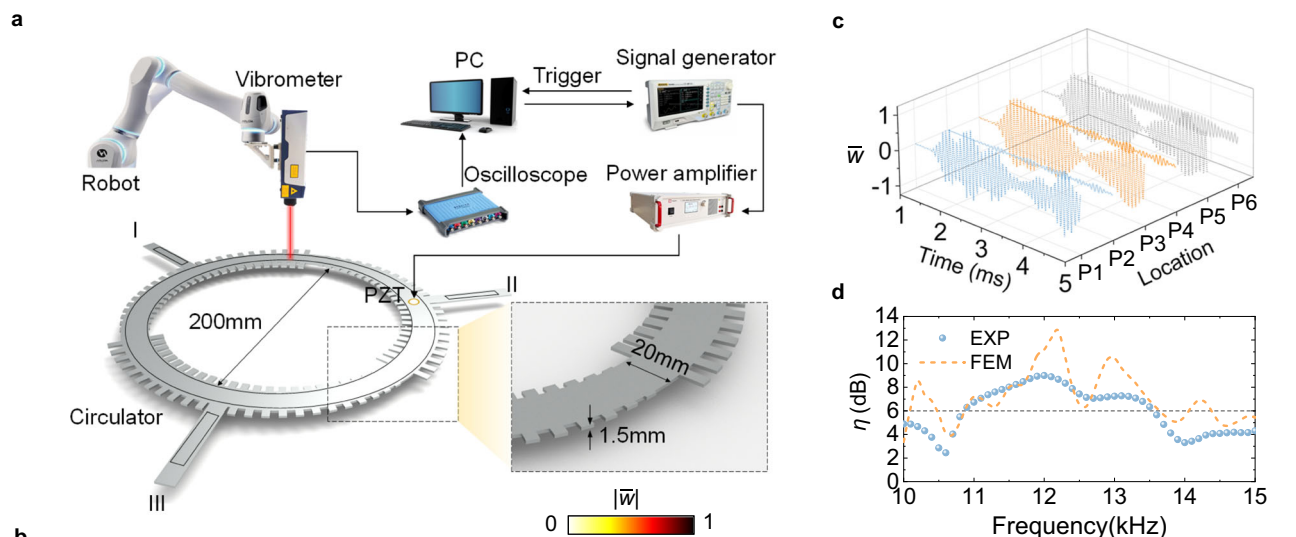 a
PC
Signal generator
Vibrometer
Trigger
Robot
Oscilloscope
Power amplifier
I
PZT
II
200mm
20mm
Circulator
1.5mm
III
|w̅|
0
1
b
c
1
0
-1
w̅
1
2
3
4
5
Time (ms)
P1
P2
P3
P4
P5
P6
Location
d
14
12
10
8
6
4
2
0
η (dB)
EXP
FEM
10
11
12
13
14
15
Frequency(kHz)